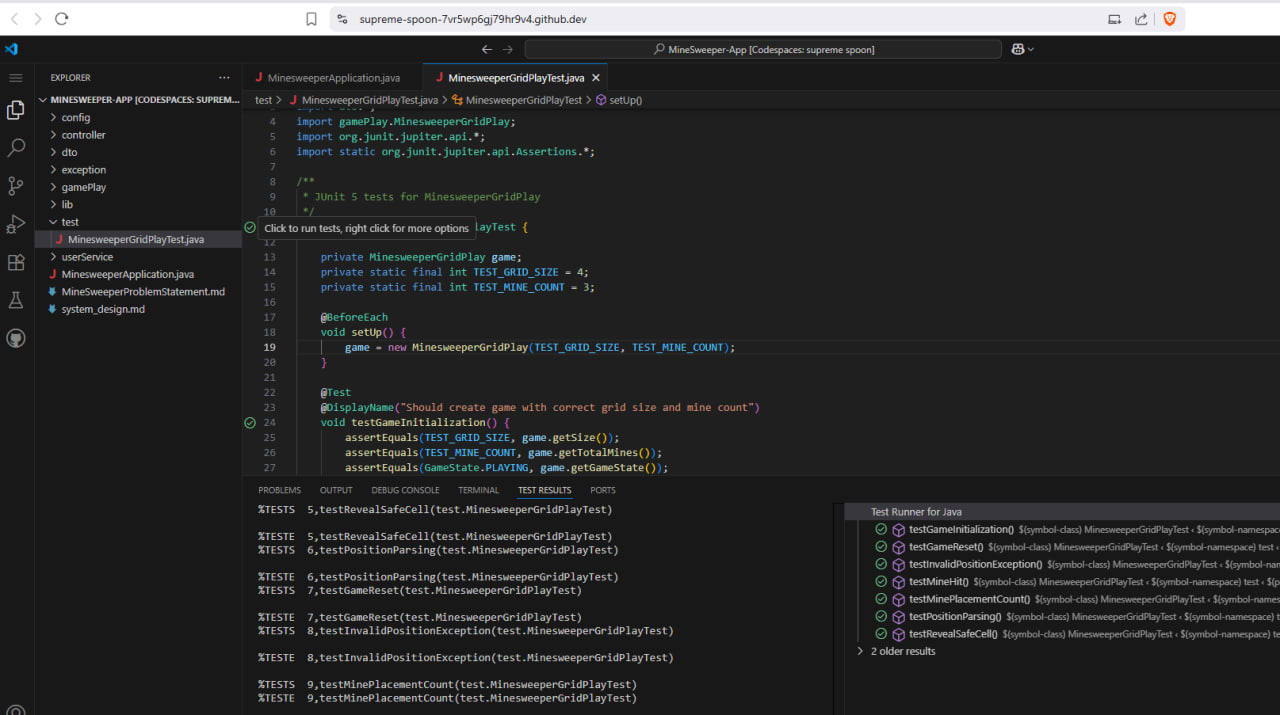 supreme-spoon-7vr5wp6gj79hr9v4.github.dev
MineSweeper-App [Codespaces: supreme spoon]
EXPLORER
MINESWEEPER-APP [CODESPACES: SUPREM...
config
controller
dto
exception
gamePlay
lib
test
MinesweeperGridPlayTest.java
userService
MinesweeperApplication.java
MineSweeperProblemStatement.md
system_design.md
MinesweeperApplication.java
MinesweeperGridPlayTest.java
test > MinesweeperGridPlayTest.java > MinesweeperGridPlayTest > setUp()
4 import gamePlay.MinesweeperGridPlay;
5 import org.junit.jupiter.api.*;
6 import static org.junit.jupiter.api.Assertions.*;
7
8 /**
9 * JUnit 5 tests for MinesweeperGridPlay
10 */
Click to run tests, right click for more options
layTest {
12
13 private MinesweeperGridPlay game;
14 private static final int TEST_GRID_SIZE = 4;
15 private static final int TEST_MINE_COUNT = 3;
16
17 @BeforeEach
18 void setUp() {
19 game = new MinesweeperGridPlay(TEST_GRID_SIZE, TEST_MINE_COUNT);
20 }
21
22 @Test
23 @DisplayName("Should create game with correct grid size and mine count")
24 void testGameInitialization() {
25 assertEquals(TEST_GRID_SIZE, game.getSize());
26 assertEquals(TEST_MINE_COUNT, game.getTotalMines());
27 assertEquals(GameState.PLAYING, game.getGameState());
PROBLEMS OUTPUT DEBUG CONSOLE TERMINAL TEST RESULTS PORTS
%TESTS 5,testRevealSafeCell(test.MinesweeperGridPlayTest)
%TESTE 5,testRevealSafeCell(test.MinesweeperGridPlayTest)
%TESTS 6,testPositionParsing(test.MinesweeperGridPlayTest)
%TESTE 6,testPositionParsing(test.MinesweeperGridPlayTest)
%TESTS 7,testGameReset(test.MinesweeperGridPlayTest)
%TESTE 7,testGameReset(test.MinesweeperGridPlayTest)
%TESTS 8,testInvalidPositionException(test.MinesweeperGridPlayTest)
%TESTE 8,testInvalidPositionException(test.MinesweeperGridPlayTest)
%TESTS 9,testMinePlacementCount(test.MinesweeperGridPlayTest)
%TESTE 9,testMinePlacementCount(test.MinesweeperGridPlayTest)
Test Runner for Java
testGameInitialization() $(symbol-class) MinesweeperGridPlayTest < $(symbol-namespace
testGameReset() $(symbol-class) MinesweeperGridPlayTest < $(symbol-namespace) test <
testInvalidPositionException() $(symbol-class) MinesweeperGridPlayTest < $(symbol-nam
testMineHit() $(symbol-class) MinesweeperGridPlayTest < $(symbol-namespace) test < $(p
testMinePlacementCount() $(symbol-class) MinesweeperGridPlayTest < $(symbol-names
testPositionParsing() $(symbol-class) MinesweeperGridPlayTest < $(symbol-namespace) t
testRevealSafeCell() $(symbol-class) MinesweeperGridPlayTest < $(symbol-namespace) te
2 older results